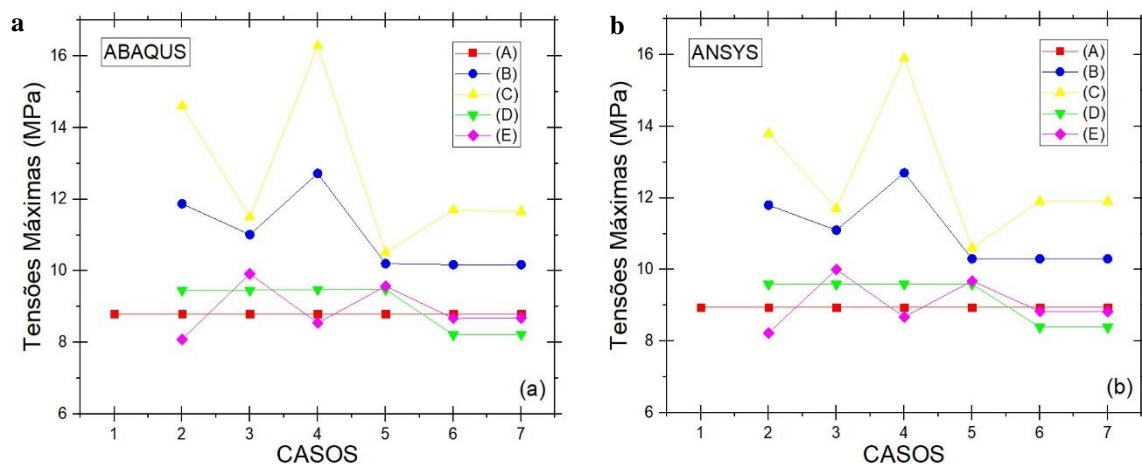 a
ABAQUS
(A)
(B)
(C)
(D)
(E)
Tensões Máximas (MPa)
16
14
12
10
8
6
1 2 3 4 5 6 7
CASOS
(a)
b
ANSYS
(A)
(B)
(C)
(D)
(E)
Tensões Máximas (MPa)
16
14
12
10
8
6
1 2 3 4 5 6 7
CASOS
(b)